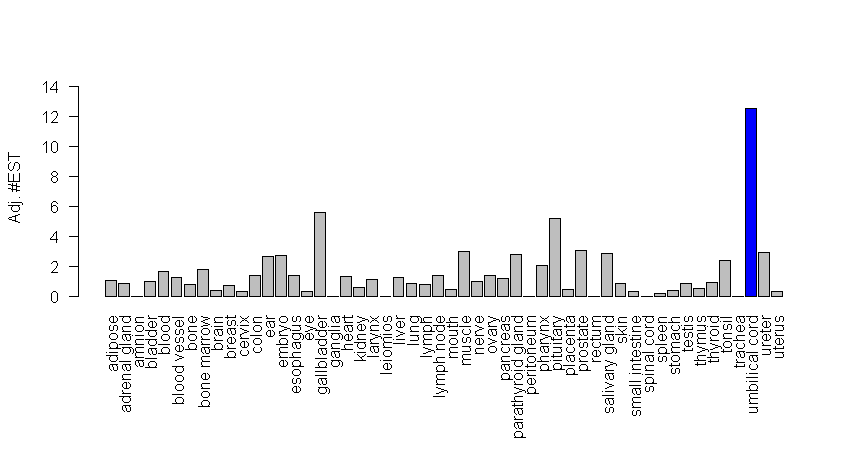 Adj. #EST
14
12
10
8
6
4
2
0
adipose
adrenal gland
amnion
bladder
blood
blood vessel
bone
bone marrow
brain
breast
cervix
colon
ear
embryo
esophagus
eye
gallbladder
ganglia
heart
kidney
larynx
leiomios
liver
lung
lymph
lymph node
mouth
muscle
nerve
ovary
pancreas
parathyroid gland
peritoneum
pharynx
pituitary
placenta
prostate
rectum
salivary gland
skin
small intestine
spinal cord
spleen
stomach
testis
thymus
thyroid
tonsil
trachea
umbilical cord
ureter
uterus